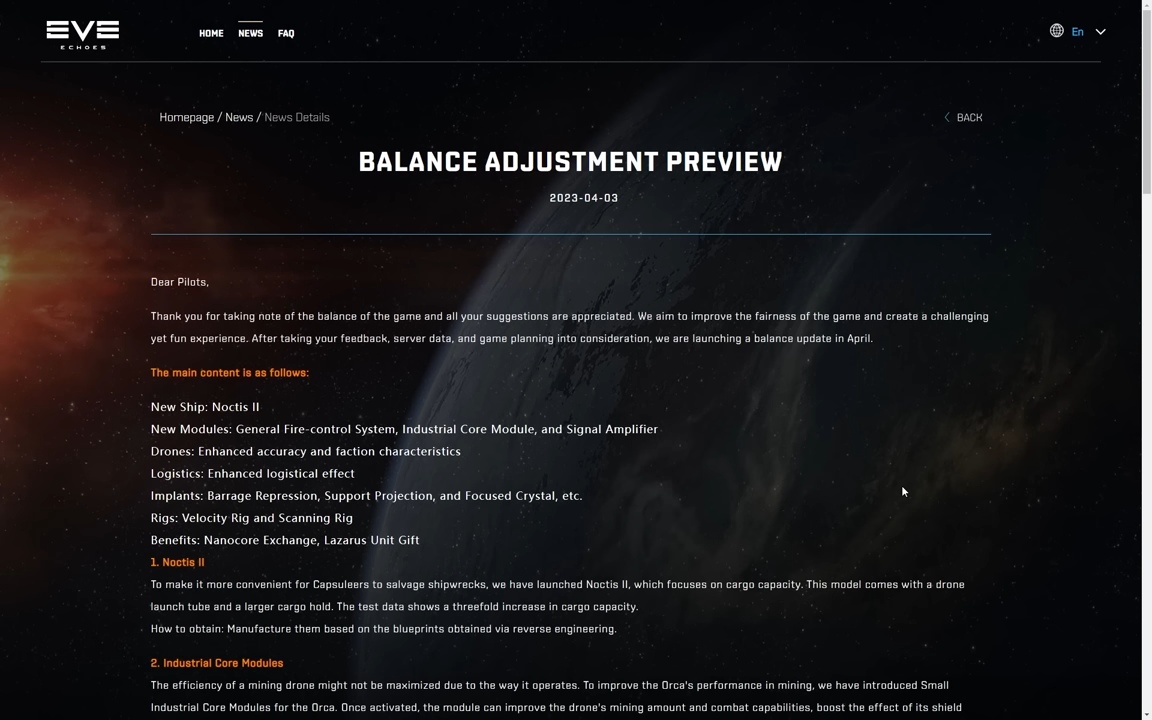 EVE
ECHOES
HOME NEWS FAQ
En
Homepage / News / News Details
BACK
BALANCE ADJUSTMENT PREVIEW
2023-04-03
Dear Pilots,
Thank you for taking note of the balance of the game and all your suggestions are appreciated. We aim to improve the fairness of the game and create a challenging
yet fun experience. After taking your feedback, server data, and game planning into consideration, we are launching a balance update in April.
The main content is as follows:
New Ship: Noctis II
New Modules: General Fire-control System, Industrial Core Module, and Signal Amplifier
Drones: Enhanced accuracy and faction characteristics
Logistics: Enhanced logistical effect
Implants: Barrage Repression, Support Projection, and Focused Crystal, etc.
Rigs: Velocity Rig and Scanning Rig
Benefits: Nanocore Exchange, Lazarus Unit Gift
1. Noctis II
To make it more convenient for Capsuleers to salvage shipwrecks, we have launched Noctis II, which focuses on cargo capacity. This model comes with a drone
launch tube and a larger cargo hold. The test data shows a threefold increase in cargo capacity.
How to obtain: Manufacture them based on the blueprints obtained via reverse engineering.
2. Industrial Core Modules
The efficiency of a mining drone might not be maximized due to the way it operates. To improve the Orca's performance in mining, we have introduced Small
Industrial Core Modules for the Orca. Once activated, the module can improve the drone's mining amount and combat capabilities, boost the effect of its shield